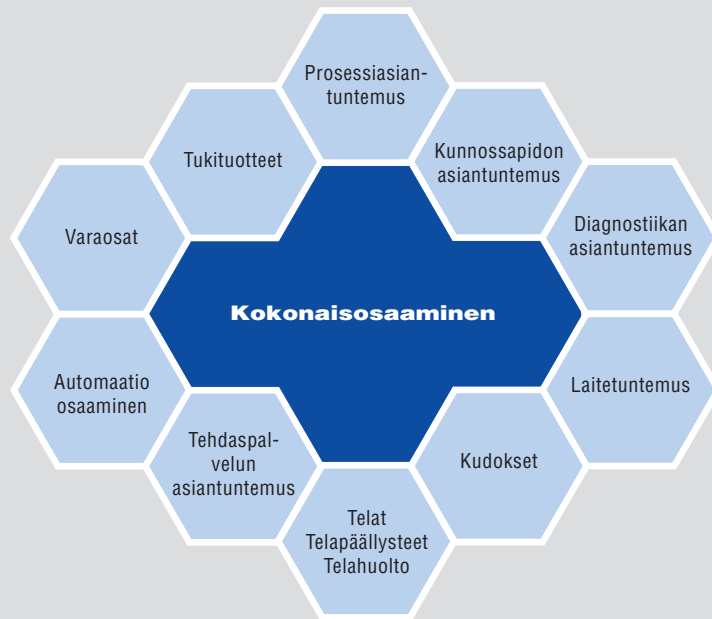 Prosessiasian-
tuntemus
Tukituotteet
Kunnossapidon
asiantuntemus
Varaosat
Diagnostiikan
asiantuntemus
Kokonaisosaaminen
Automaatio
osaaminen
Laitetuntemus
Tehdaspal-
velun
asiantuntemus
Kudokset
Telat
Telapäällysteet
Telahuolto